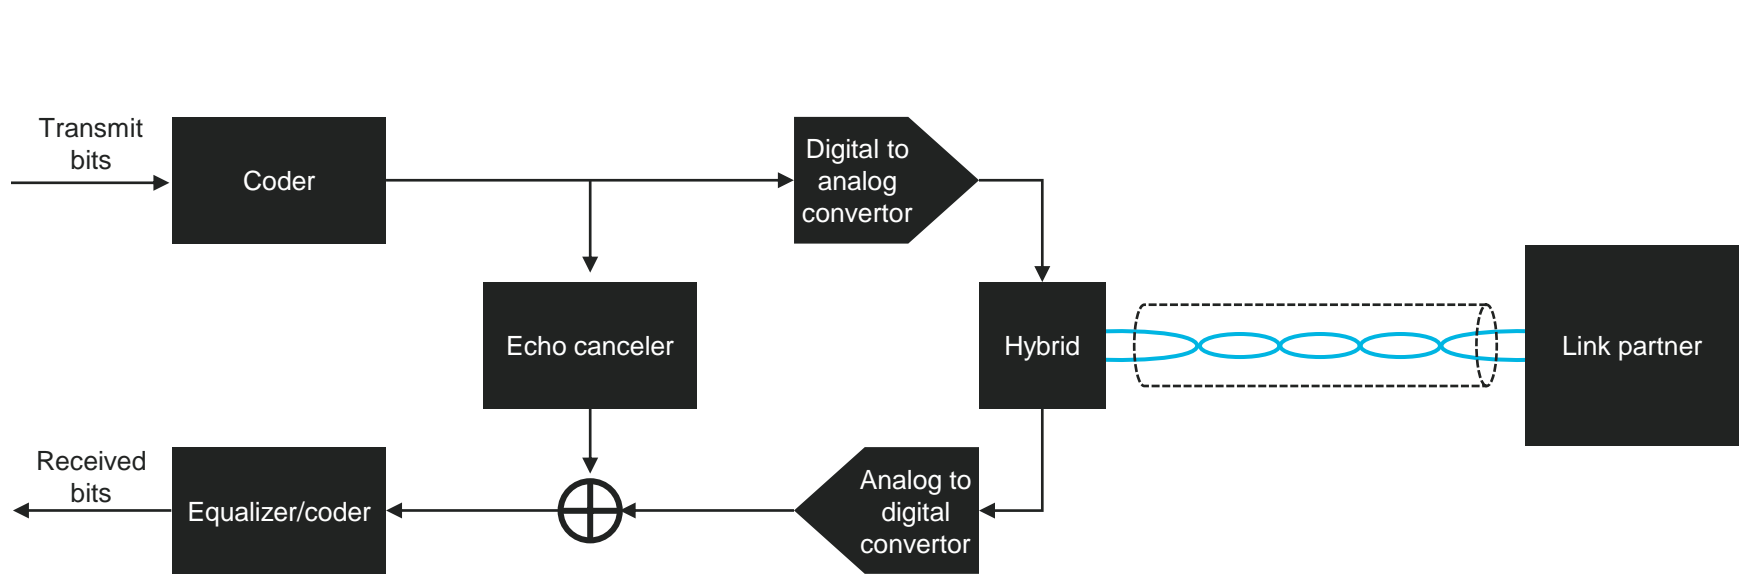 Transmit
bits
Coder
Digital to
analog
convertor
Echo canceler
Hybrid
Link partner
Received
bits
Equalizer/coder
Analog to
digital
convertor